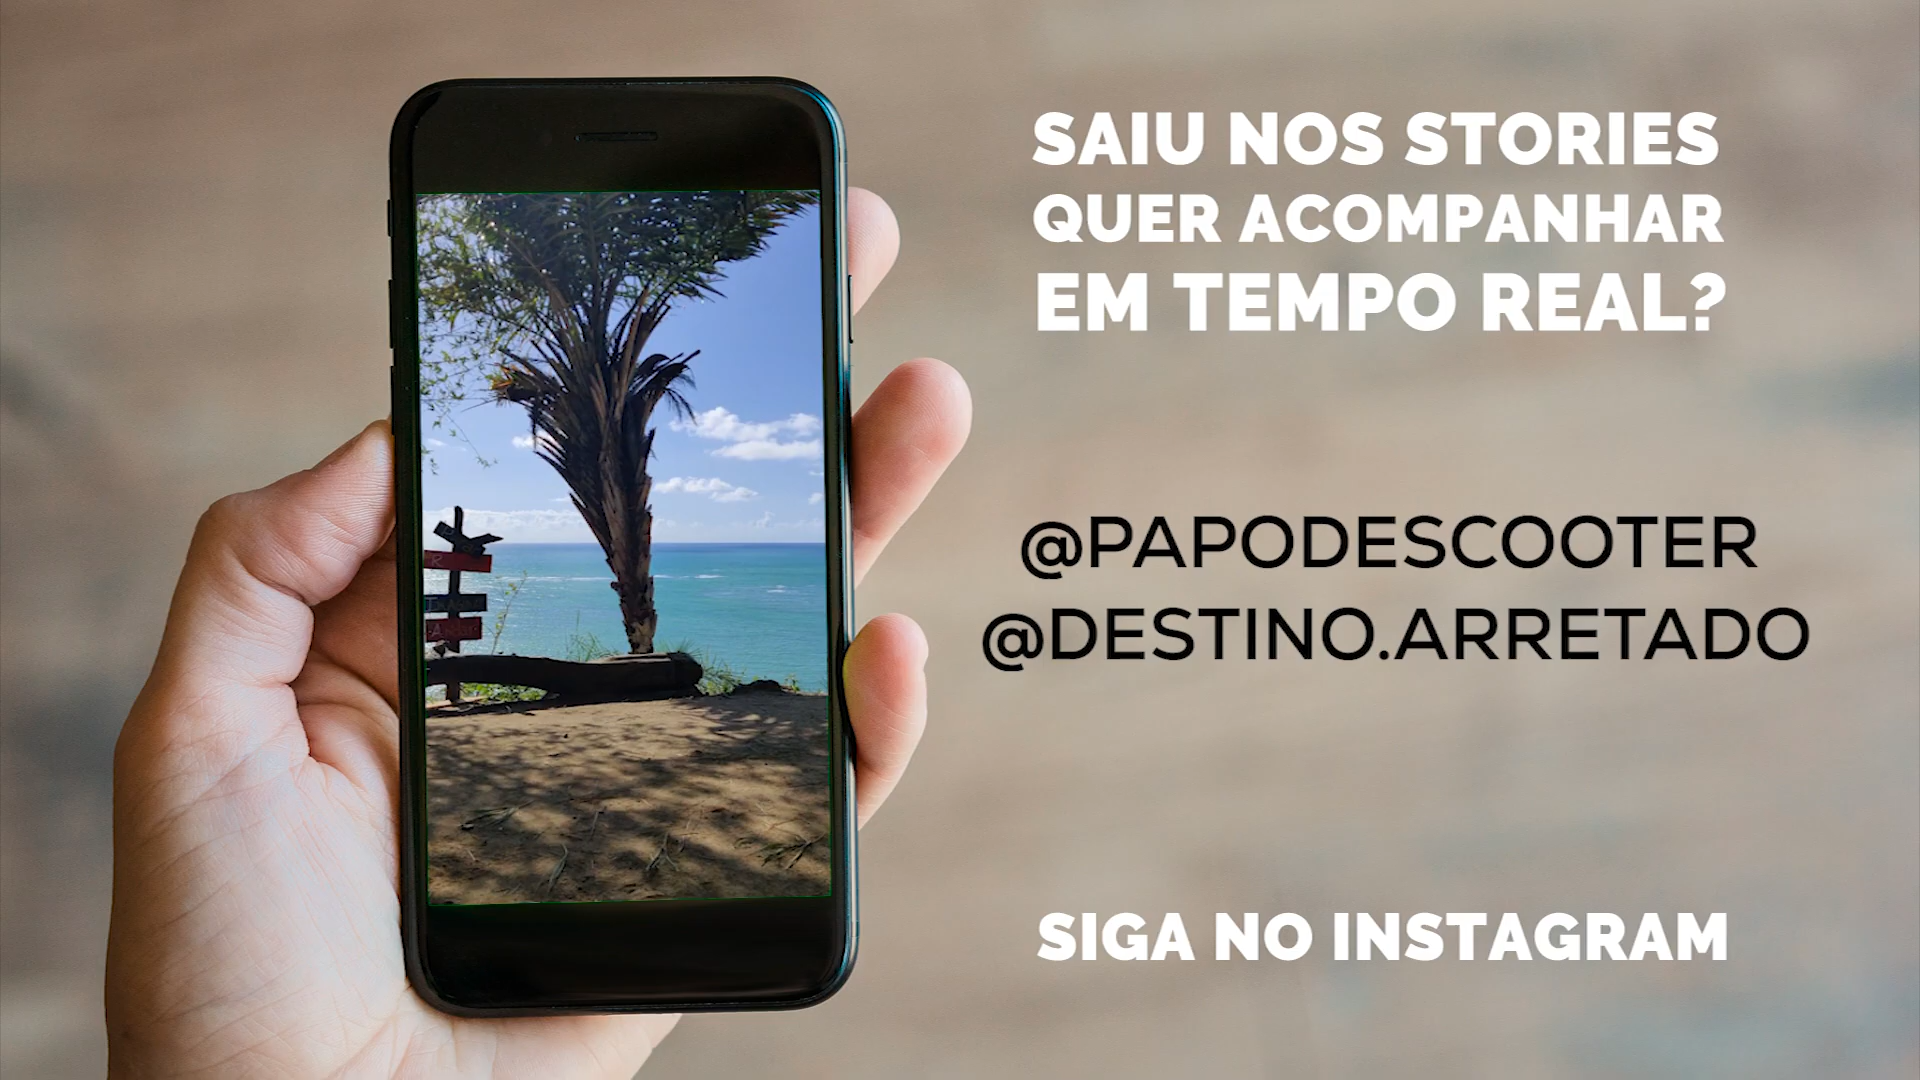 SAIU NOS STORIES
QUER ACOMPANHAR
EM TEMPO REAL?
@PAPODESCOOTER
@DESTINO.ARRETADO
SIGA NO INSTAGRAM